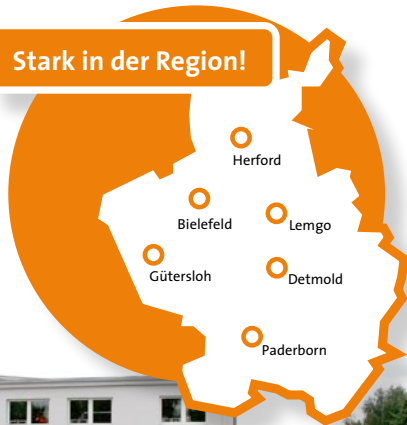 Stark in der Region!
Herford
Bielefeld
Lemgo
Gütersloh
Detmold
Paderborn